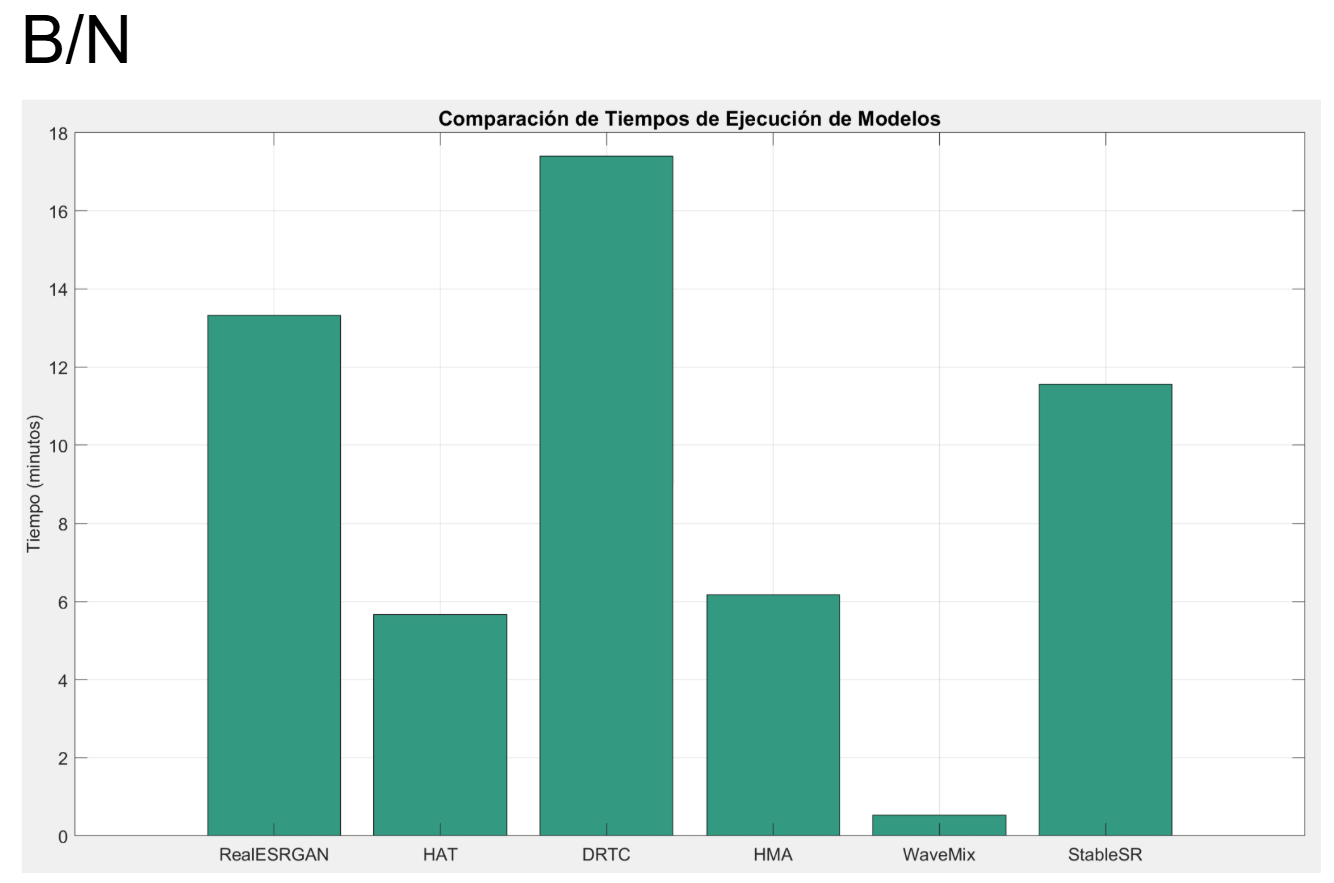 B/N
Comparación de Tiempos de Ejecución de Modelos
18
16
14
12
10
8
6
4
2
0
Tiempo (minutos)
RealESRGAN HAT DRTC HMA WaveMix StableSR